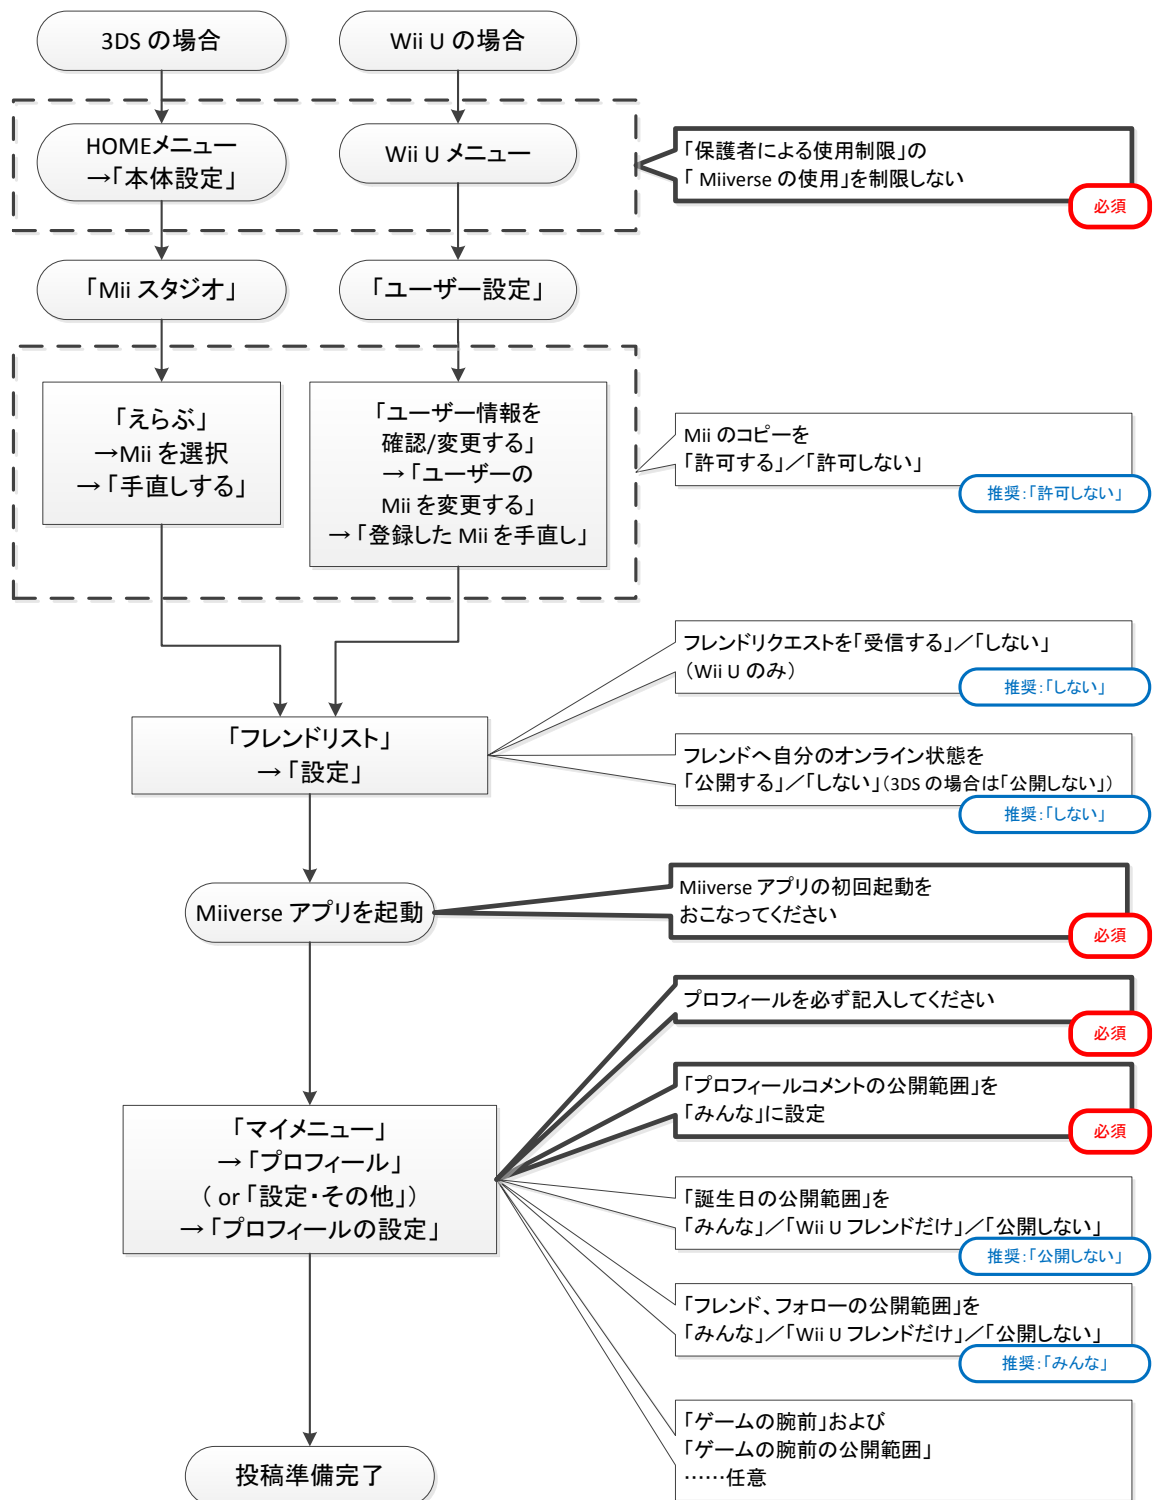 3DS の場合
Wii U の場合
HOMEメニュー
→「本体設定」
Wii U メニュー
「保護者による使用制限」の
「 Miiverse の使用」を制限しない
必須
「Mii スタジオ」
「ユーザー設定」
「えらぶ」
→Mii を選択
→「手直しする」
「ユーザー情報を
確認/変更する」
→「ユーザーの
Mii を変更する」
→「登録した Mii を手直し」
Mii のコピーを
「許可する」／「許可しない」
推奨：「許可しない」
フレンドリクエストを「受信する」／「しない」
（Wii U のみ）
推奨：「しない」
「フレンドリスト」
→「設定」
フレンドへ自分のオンライン状態を
「公開する」／「しない」（3DS の場合は「公開しない」）
推奨：「しない」
Miiverse アプリを起動
Miiverse アプリの初回起動を
おこなってください
必須
プロフィールを必ず記入してください
必須
「プロフィールコメントの公開範囲」を
「みんな」に設定
必須
「マイメニュー」
→「プロフィール」
（ or「設定・その他」）
→「プロフィールの設定」
「誕生日の公開範囲」を
「みんな」／「Wii U フレンドだけ」／「公開しない」
推奨：「公開しない」
「フレンド、フォローの公開範囲」を
「みんな」／「Wii U フレンドだけ」／「公開しない」
推奨：「みんな」
「ゲームの腕前」および
「ゲームの腕前の公開範囲」
……任意
投稿準備完了